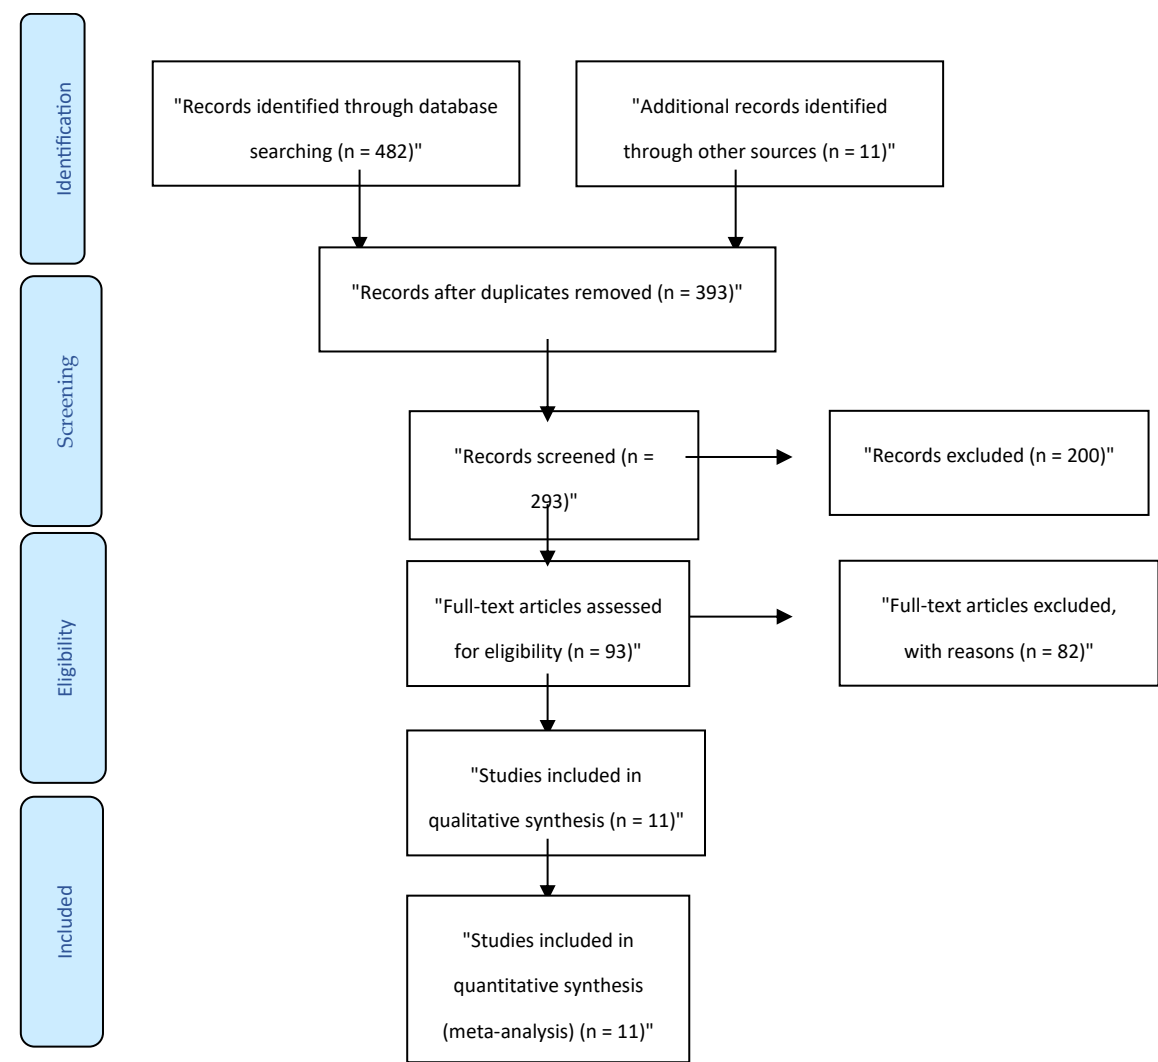 Identification
"Records identified through database
searching (n = 482)"
"Additional records identified
through other sources (n = 11)"
"Records after duplicates removed (n = 393)"
Screening
"Records screened (n =
293)"
"Records excluded (n = 200)"
Eligibility
"Full-text articles assessed
for eligibility (n = 93)"
"Full-text articles excluded,
with reasons (n = 82)"
"Studies included in
qualitative synthesis (n = 11)"
Included
"Studies included in
quantitative synthesis
(meta-analysis) (n = 11)"